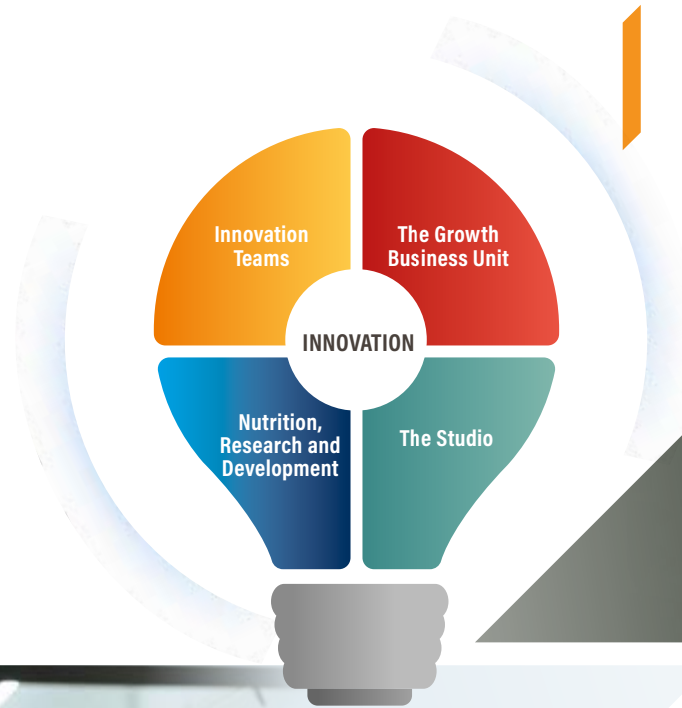 Innovation
Teams
The Growth
Business Unit
INNOVATION
Nutrition,
Research and
Development
The Studio